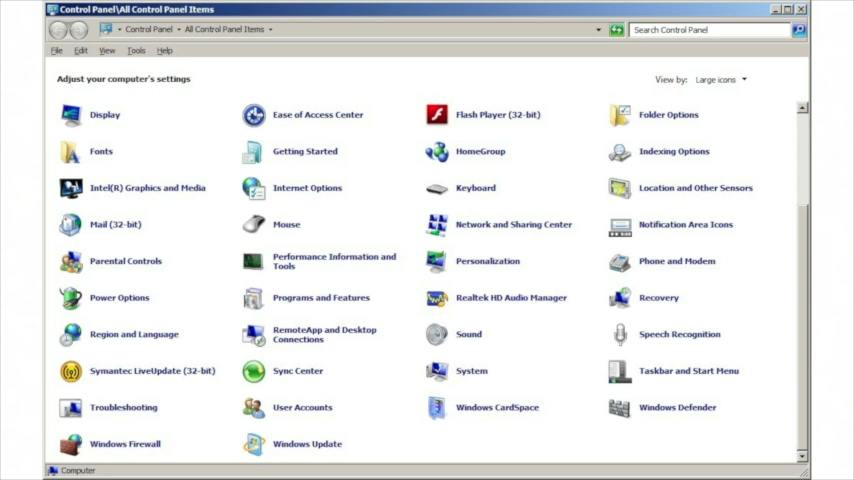 Control Panel\All Control Panel Items
Control Panel All Control Panel Items Search Control Panel
File Edit View Tools Help
Adjust your computer's settings View by: Large icons
Display Ease of Access Center Flash Player (32-bit) Folder Options
Fonts Getting Started HomeGroup Indexing Options
Intel(R) Graphics and Media Internet Options Keyboard Location and Other Sensors
Mail (32-bit) Mouse Network and Sharing Center Notification Area Icons
Parental Controls Performance Information and Tools Personalization Phone and Modem
Power Options Programs and Features Realtek HD Audio Manager Recovery
Region and Language RemoteApp and Desktop Connections Sound Speech Recognition
Symantec LiveUpdate (32-bit) Sync Center System Taskbar and Start Menu
Troubleshooting User Accounts Windows CardSpace Windows Defender
Windows Firewall Windows Update
Computer